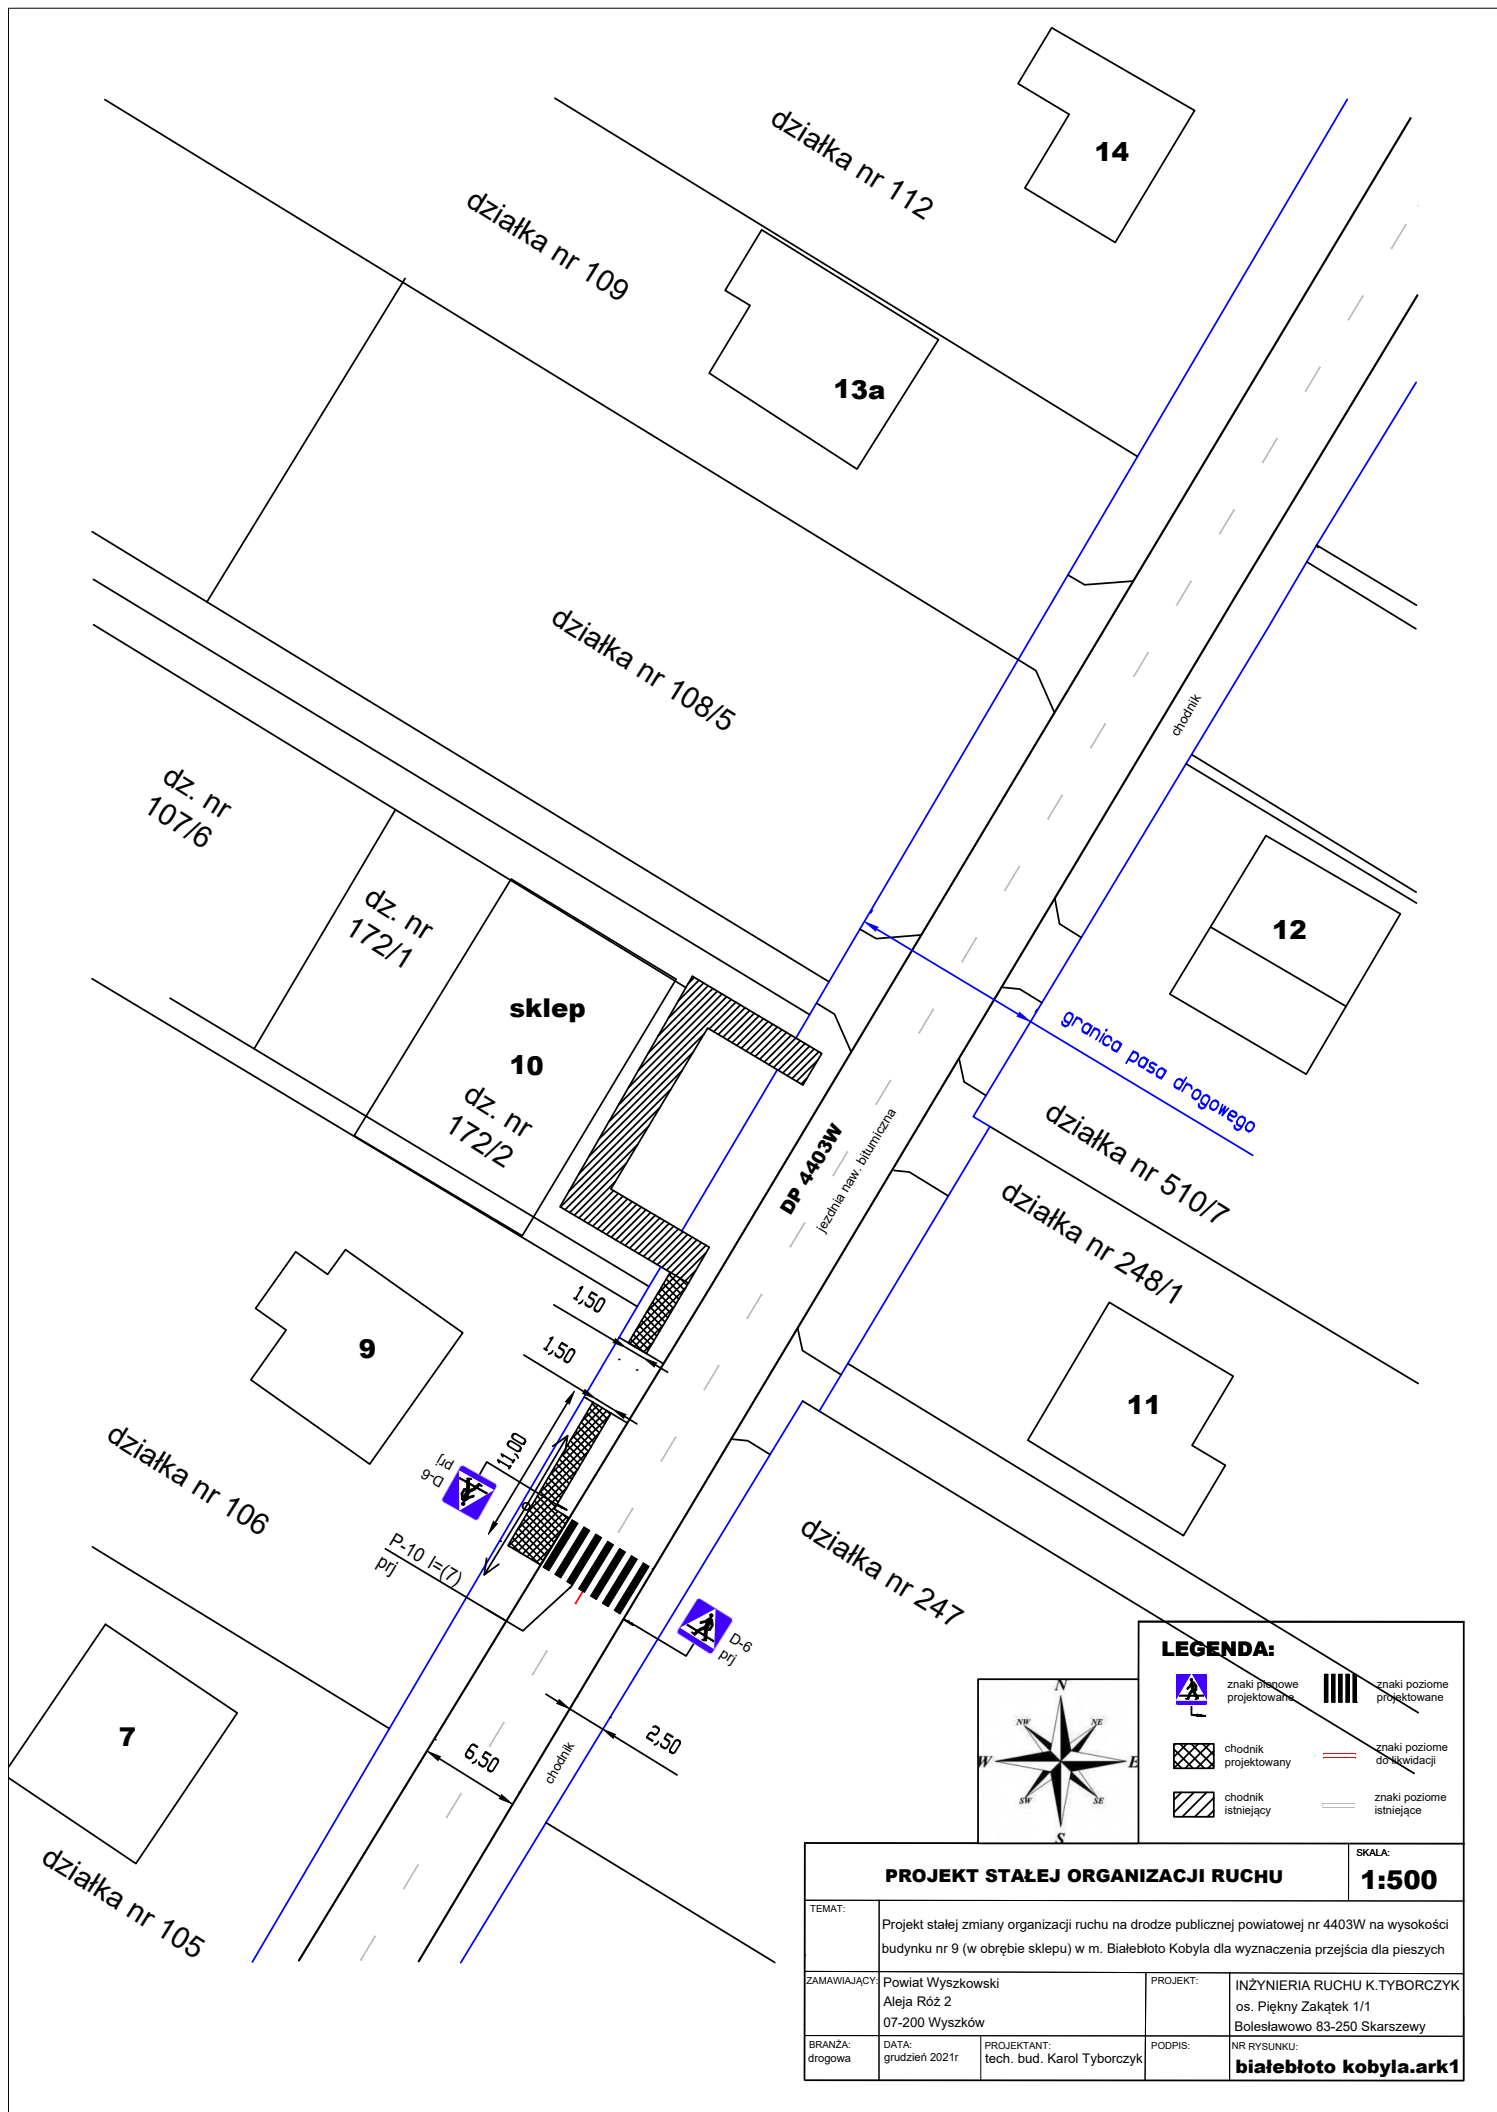 14
działka nr 112
działka nr 109
13a
działka nr 108/5
chodnik
dz. nr
107/6
dz. nr
172/1
12
sklep
10
dz. nr
172/2
granica pasa drogowego
DP 4403W
jezdnia naw. bitumiczna
działka nr 510/7
działka nr 248/1
1,50
1,50
9
11
11,00
działka nr 106
D-6
prj
P-10 l=(7)
prj
działka nr 247
D-6
prj
7
6,50
chodnik
2,50
działka nr 105
N
NW
NE
W
E
SW
SE
S
LEGENDA:
znaki pionowe
projektowane
znaki poziome
projektowane
chodnik
projektowany
znaki poziome
do likwidacji
chodnik
istniejący
znaki poziome
istniejące
PROJEKT STAŁEJ ORGANIZACJI RUCHU
SKALA:
1:500
TEMAT:
Projekt stałej zmiany organizacji ruchu na drodze publicznej powiatowej nr 4403W na wysokości
budynku nr 9 (w obrębie sklepu) w m. Białebłoto Kobyla dla wyznaczenia przejścia dla pieszych
ZAMAWIAJĄCY:
Powiat Wyszkowski
Aleja Róż 2
07-200 Wyszków
PROJEKT:
INŻYNIERIA RUCHU K.TYBORCZYK
os. Piękny Zakątek 1/1
Bolesławowo 83-250 Skarszewy
BRANŻA:
drogowa
DATA:
grudzień 2021r
PROJEKTANT:
tech. bud. Karol Tyborczyk
PODPIS:
NR RYSUNKU:
białebłoto kobyla.ark1